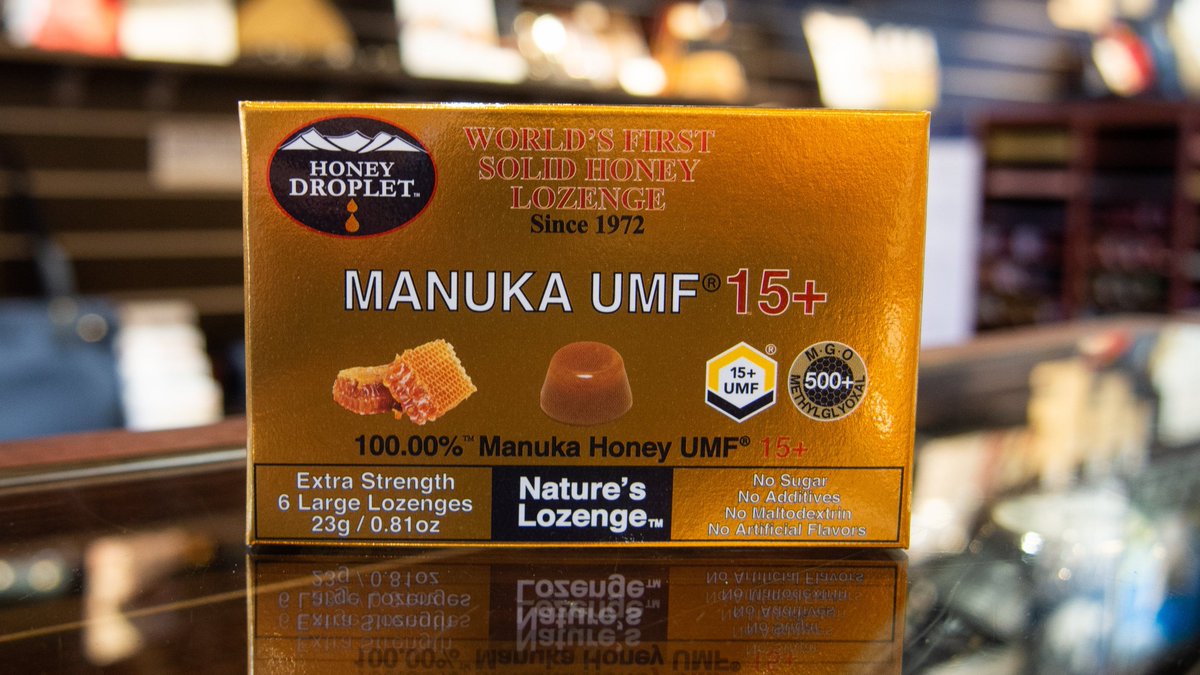 HONEY
DROPLET™
WORLD'S FIRST
SOLID HONEY
LOZENGE
Since 1972
MANUKA UMF® 15+
15+
UMF
®
M·G·O
500+
METHYLGLYOXAL
100.00%™ Manuka Honey UMF® 15+
Extra Strength
6 Large Lozenges
23g / 0.81oz
Nature's
Lozenge™
No Sugar
No Additives
No Maltodextrin
No Artificial Flavors